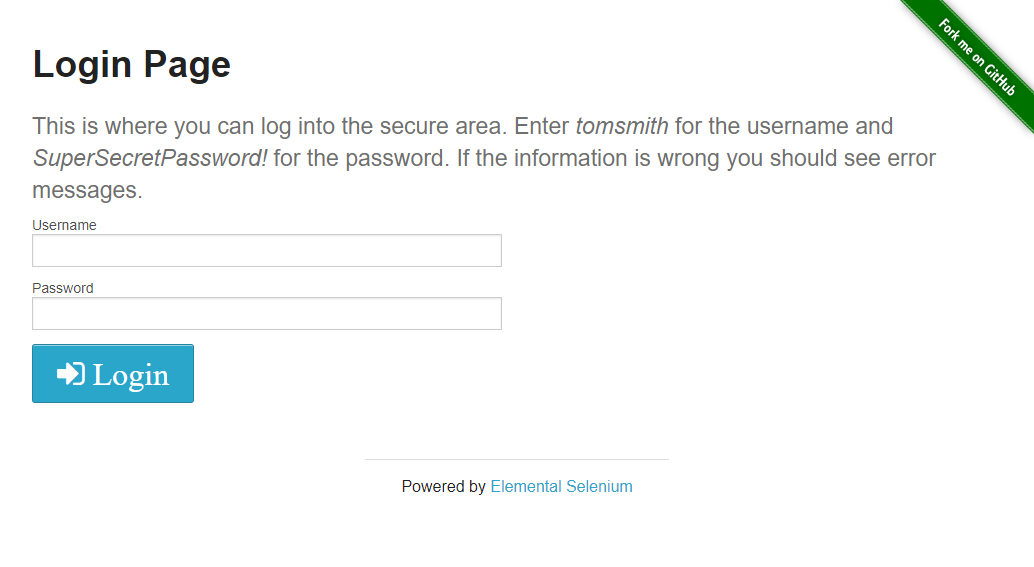 Fork me on GitHub
Login Page
This is where you can log into the secure area. Enter tomsmith for the username and
SuperSecretPassword! for the password. If the information is wrong you should see error
messages.
Username
Password
Login
Powered by Elemental Selenium